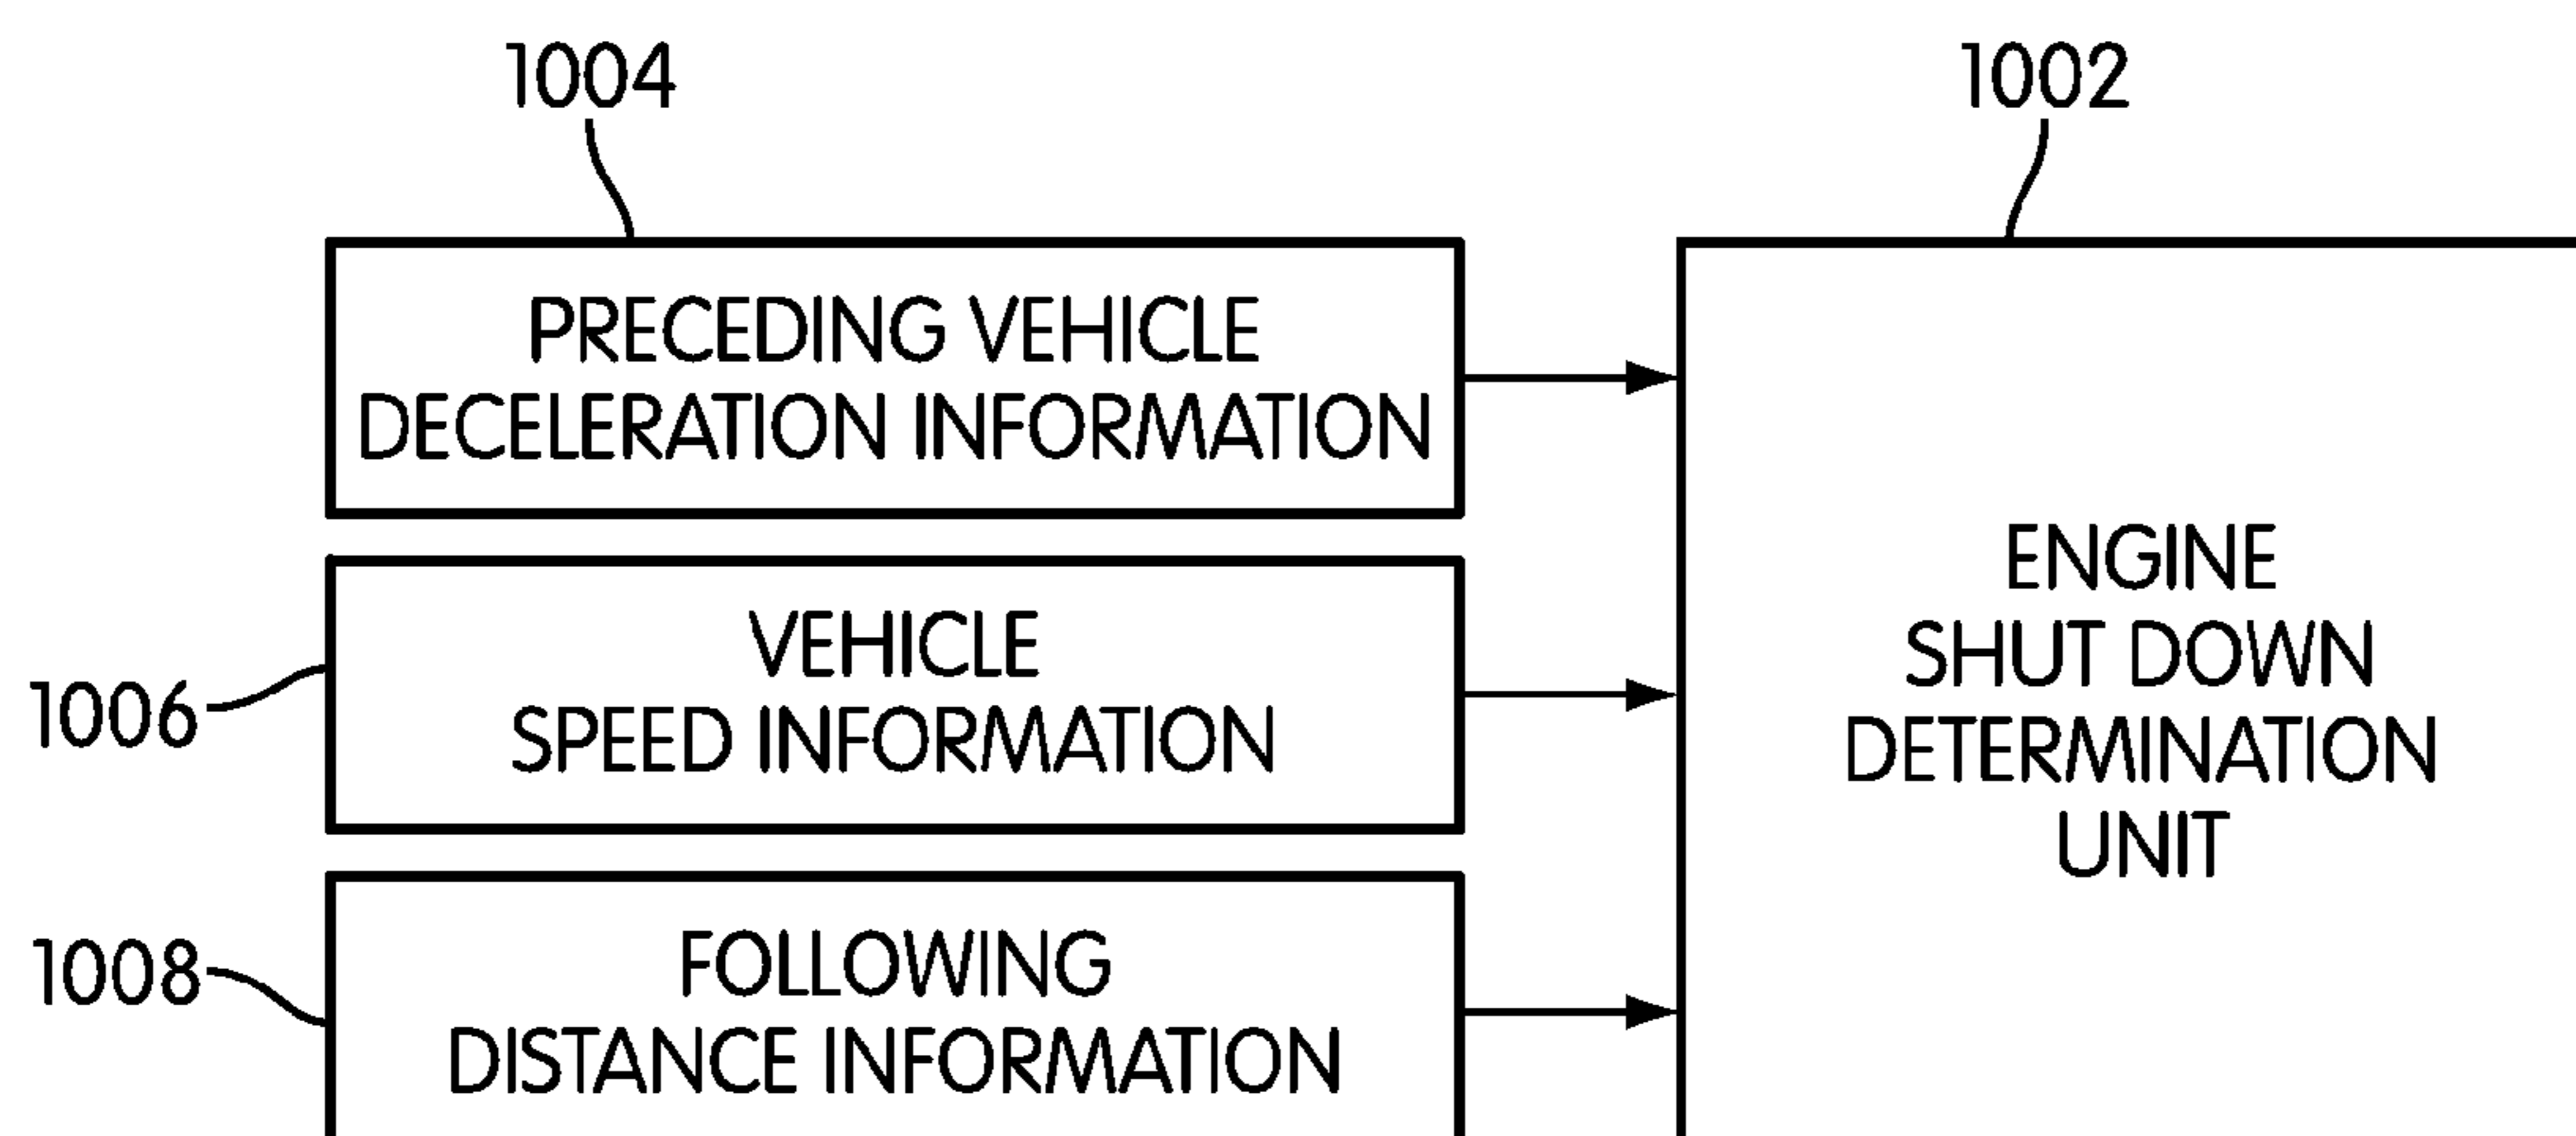 1004
1002
PRECEDING VEHICLE
DECELERATION INFORMATION
1006
VEHICLE
SPEED INFORMATION
1008
FOLLOWING
DISTANCE INFORMATION
ENGINE
SHUT DOWN
DETERMINATION
UNIT